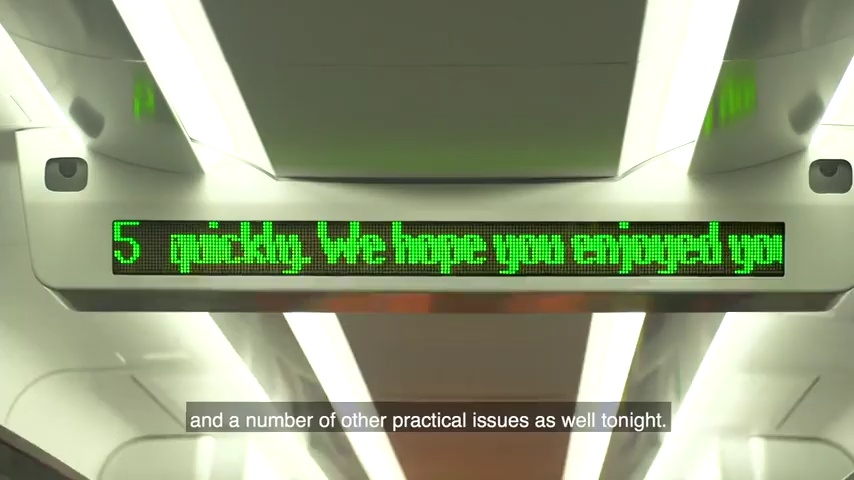 5 quickly. We hope you enjoyed you
and a number of other practical issues as well tonight.